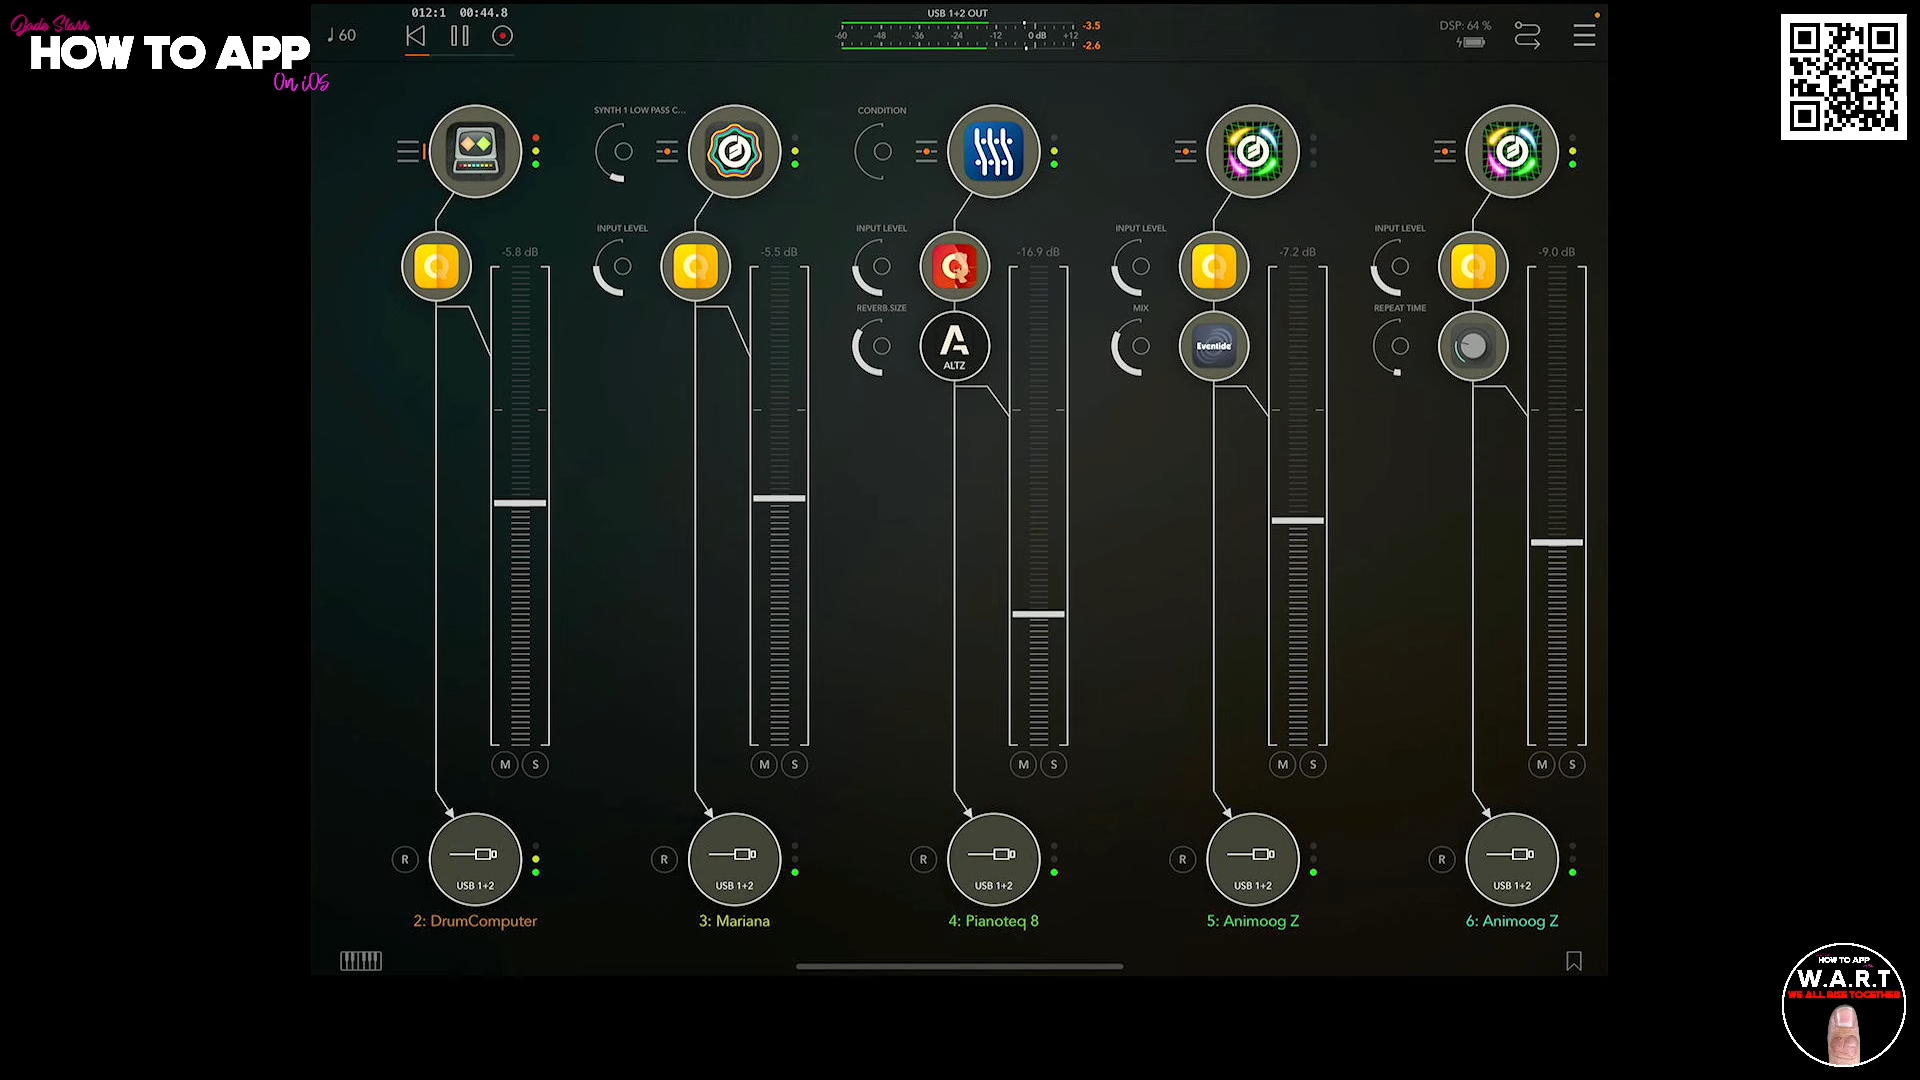 Jade Starr
HOW TO APP
On iOS
♩ 60
012:1 00:44.8
USB 1+2 OUT
-60 -48 -36 -24 -12 0 dB +12
-3.5
-2.6
DSP: 64 %
SYNTH 1 LOW PASS C...
CONDITION
INPUT LEVEL
INPUT LEVEL
INPUT LEVEL
INPUT LEVEL
-5.8 dB
-5.5 dB
-16.9 dB
-7.2 dB
-9.0 dB
REVERB.SIZE
MIX
REPEAT TIME
ALTZ
Eventide
M S
M S
M S
M S
M S
R
R
R
R
R
USB 1+2
USB 1+2
USB 1+2
USB 1+2
USB 1+2
2: DrumComputer
3: Mariana
4: Pianoteq 8
5: Animoog Z
6: Animoog Z
HOW TO APP
W.A.R.T
WE ALL RISE TOGETHER